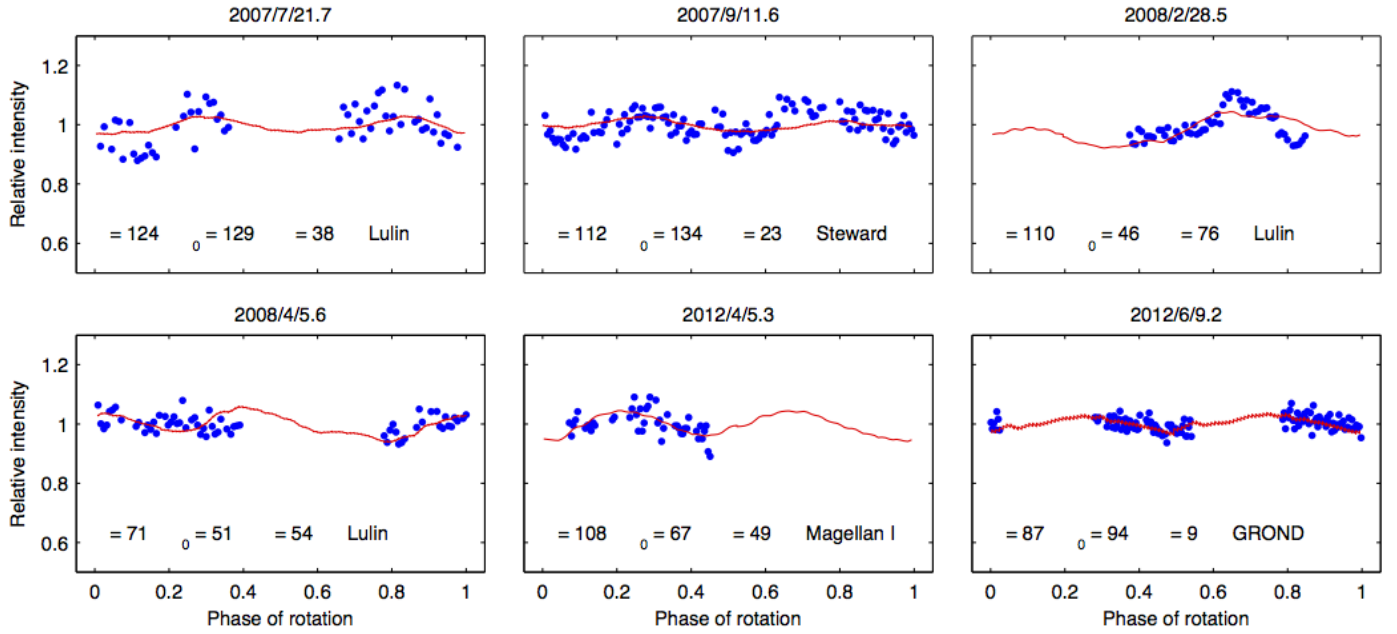 2007/7/21.7
2007/9/11.6
2008/2/28.5
Relative intensity
1.2
1
0.8
0.6
= 124 0 = 129 = 38 Lulin
= 112 0 = 134 = 23 Steward
= 110 0 = 46 = 76 Lulin
2008/4/5.6
2012/4/5.3
2012/6/9.2
Relative intensity
1.2
1
0.8
0.6
= 71 0 = 51 = 54 Lulin
= 108 0 = 67 = 49 Magellan I
= 87 0 = 94 = 9 GROND
0 0.2 0.4 0.6 0.8 1
0 0.2 0.4 0.6 0.8 1
0 0.2 0.4 0.6 0.8 1
Phase of rotation
Phase of rotation
Phase of rotation